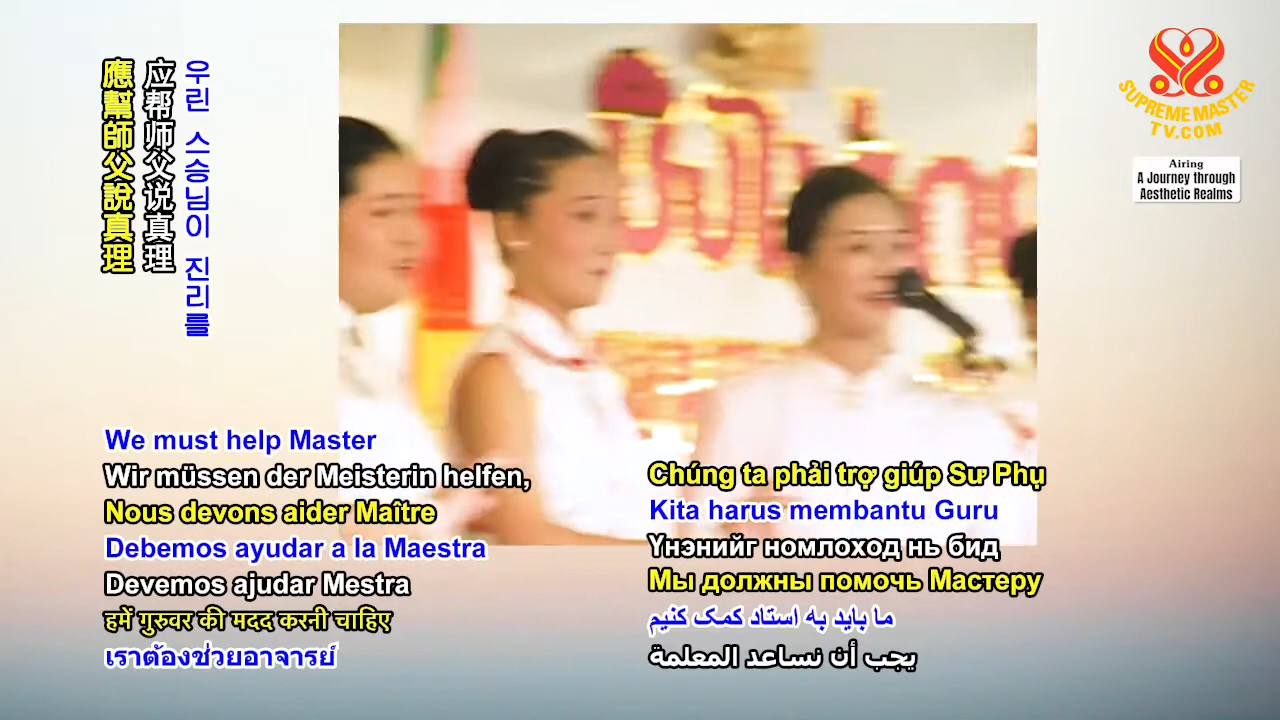 應幫師父說真理
应帮师父说真理
우린 스승님이 진리를
SUPREME MASTER
TV.COM
Airing
A Journey through
Aesthetic Realms
We must help Master
Wir müssen der Meisterin helfen,
Nous devons aider Maître
Debemos ayudar a la Maestra
Devemos ajudar Mestra
हमें गुरुवर की मदद करनी चाहिए
เราต้องช่วยอาจารย์
Chúng ta phải trợ giúp Sư Phụ
Kita harus membantu Guru
Үнэнийг номлоход нь бид
Мы должны помочь Мастеру
ما باید به استاد کمک کنیم
يجب أن نساعد المعلمة